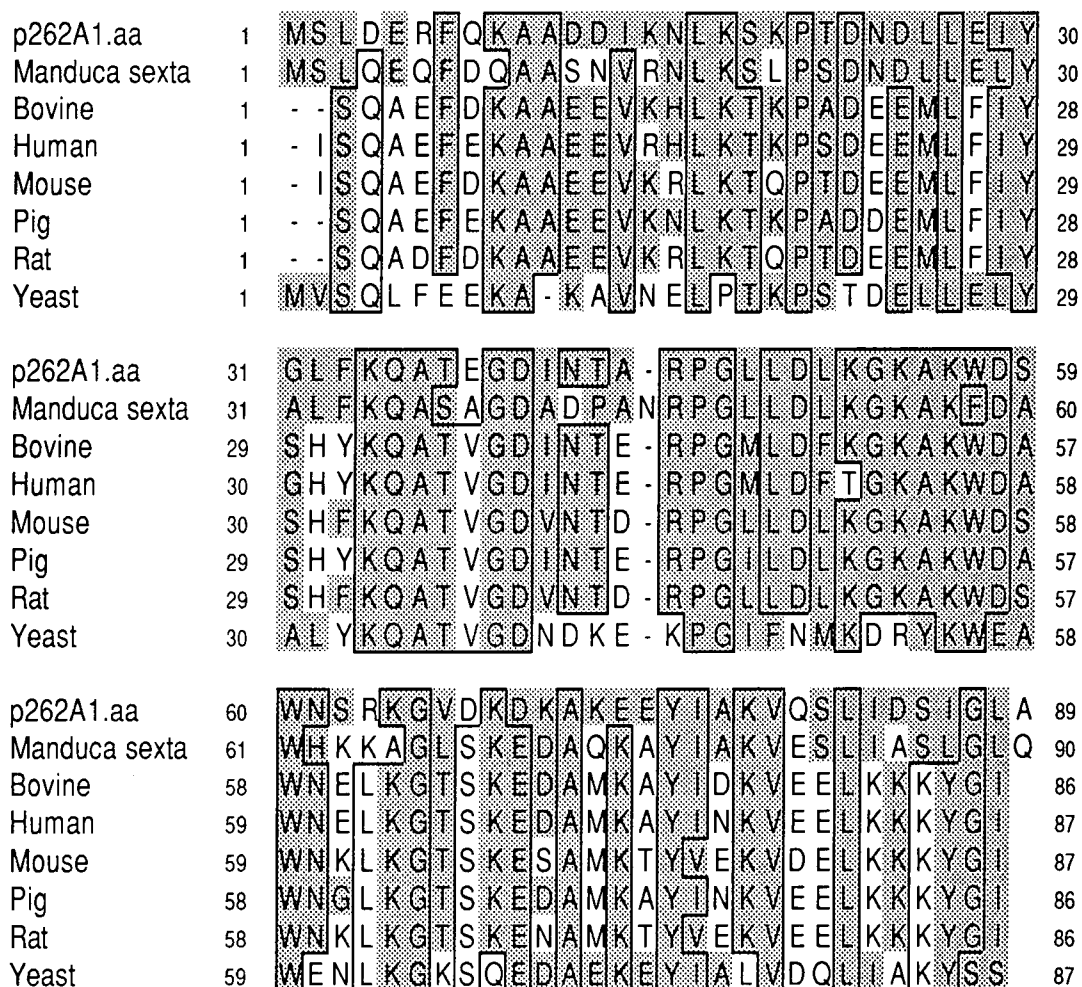 p262A1.aa 1 MSLDERFQKAADDIKNLKSKPTDNDLLEIY 30
Manduca sexta 1 MSLQEQFDQAASNVRNLKSLPSDNDLLELY 30
Bovine 1 --SQAEFDKAAEEVKHLKTKPADEEMLFIY 28
Human 1 -ISQAEFEKAAEEVRHLKTKPSDEEMLFIY 29
Mouse 1 -ISQAEFDKAAEEVKRLKTQPTDEEMLFIY 29
Pig 1 --SQAEFEKAAEEVKNLKTKPADDEMLFIY 28
Rat 1 --SQADFDKAAEEVKRLKTQPTDEEMLFIY 28
Yeast 1 MVSQLFEEKA-KAVNELPTKPSTDELLELY 29
p262A1.aa 31 GLFKQATEGDINTA-RPGLLDLKGKAKWDS 59
Manduca sexta 31 ALFKQASAGDADPANRPGLLDLKGKAKFDA 60
Bovine 29 SHYKQATVGDINTE-RPGMLDFKGKAKWDA 57
Human 30 GHYKQATVGDINTE-RPGMLDFTGKAKWDA 58
Mouse 30 SHFKQATVGDVNTD-RPGLLDLKGKAKWDS 58
Pig 29 SHYKQATVGDINTE-RPGILDLKGKAKWDA 57
Rat 29 SHFKQATVGDVNTD-RPGLLDLKGKAKWDS 57
Yeast 30 ALYKQATVGDNDKE-KPGIFNMKDRYKWEA 58
p262A1.aa 60 WNSRKGVDKDKAKEEYIAKVQSLIDSIGLA 89
Manduca sexta 61 WHKKAGLSKEDAQKAYIAKVESLIASLGLQ 90
Bovine 58 WNELKGTSKEDAMKAYIDKVEELKKKYGI 86
Human 59 WNELKGTSKEDAMKAYINKVEELKKKYGI 87
Mouse 59 WNKLKGTSKESAMKTYVEKVDELKKKYGI 87
Pig 58 WNGLKGTSKEDAMKAYINKVEELKKKYGI 86
Rat 58 WNKLKGTSKENAMKTYVEKVEELKKKYGI 86
Yeast 59 WENLKGKSQEDAEKEYIALVDQLIAKYSS 87